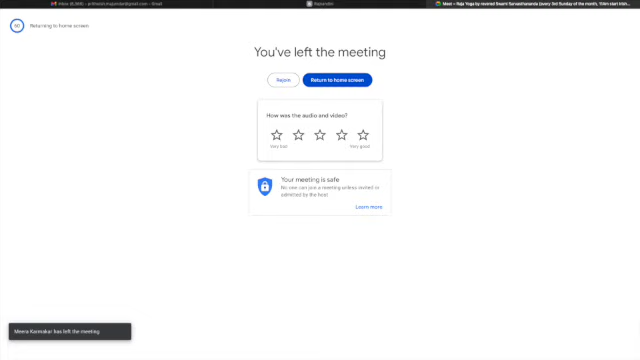 Returning to home screen
You've left the meeting
Rejoin
Return to home screen
How was the audio and video?
Very bad
Very good
Your meeting is safe
No one can join a meeting unless invited or
admitted by the host
Learn more
Meera Karmakar has left the meeting